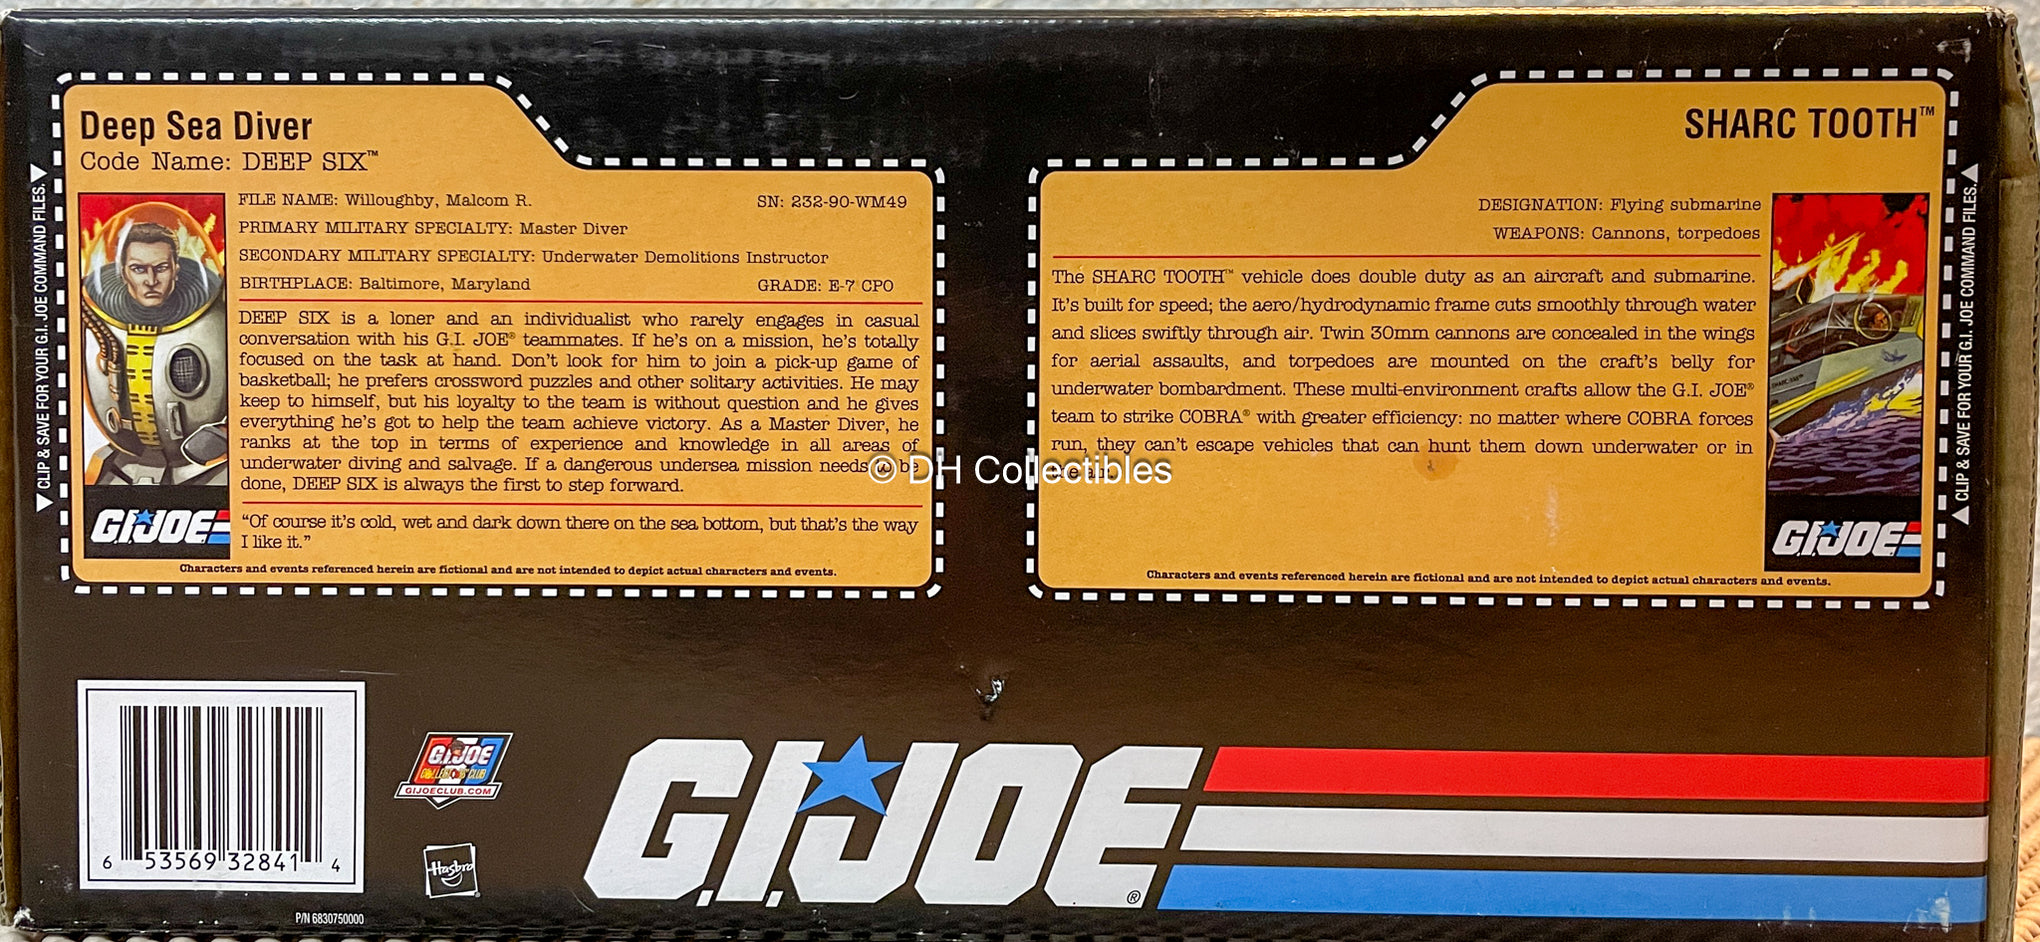 Deep Sea Diver
Code Name: DEEP SIX™
FILE NAME: Willoughby, Malcom R.
SN: 232-90-WM49
PRIMARY MILITARY SPECIALTY: Master Diver
SECONDARY MILITARY SPECIALTY: Underwater Demolitions Instructor
BIRTHPLACE: Baltimore, Maryland
GRADE: E-7 CPO
DEEP SIX is a loner and an individualist who rarely engages in casual
conversation with his G.I. JOE® teammates. If he's on a mission, he's totally
focused on the task at hand. Don't look for him to join a pick-up game of
basketball; he prefers crossword puzzles and other solitary activities. He may
keep to himself, but his loyalty to the team is without question and he gives
everything he's got to help the team achieve victory. As a Master Diver, he
ranks at the top in terms of experience and knowledge in all areas of
underwater diving and salvage. If a dangerous undersea mission needs to be
done, DEEP SIX is always the first to step forward.
"Of course it's cold, wet and dark down there on the sea bottom, but that's the way
I like it."
Characters and events referenced herein are fictional and are not intended to depict actual characters and events.
G.I.JOE
▼ CLIP & SAVE FOR YOUR G.I. JOE COMMAND FILES. ▼
SHARC TOOTH™
DESIGNATION: Flying submarine
WEAPONS: Cannons, torpedoes
The SHARC TOOTH™ vehicle does double duty as an aircraft and submarine.
It's built for speed; the aero/hydrodynamic frame cuts smoothly through water
and slices swiftly through air. Twin 30mm cannons are concealed in the wings
for aerial assaults, and torpedoes are mounted on the craft's belly for
underwater bombardment. These multi-environment crafts allow the G.I. JOE®
team to strike COBRA® with greater efficiency: no matter where COBRA forces
run, they can't escape vehicles that can hunt them down underwater or in
the air.
Characters and events referenced herein are fictional and are not intended to depict actual characters and events.
G.I.JOE
▲ CLIP & SAVE FOR YOUR G.I. JOE COMMAND FILES. ▲
© DH Collectibles
6 53569 32841 4
P/N 6830750000
G.I.JOE
COLLECTORS' CLUB
GIJOECLUB.COM
Hasbro
G.I.JOE®